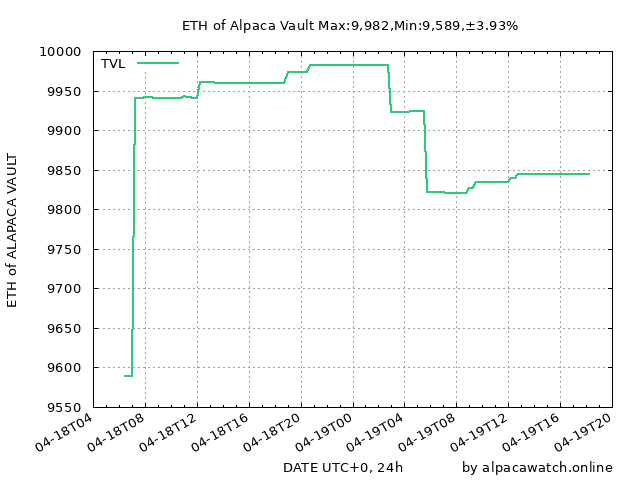 ETH of Alpaca Vault Max:9,982,Min:9,589,±3.93%
TVL
10000
9950
9900
9850
9800
9750
9700
9650
9600
9550
ETH of ALAPACA VAULT
04-18T04
04-18T08
04-18T12
04-18T16
04-18T20
04-19T00
04-19T04
04-19T08
04-19T12
04-19T16
04-19T20
DATE UTC+0, 24h
by alpacawatch.online